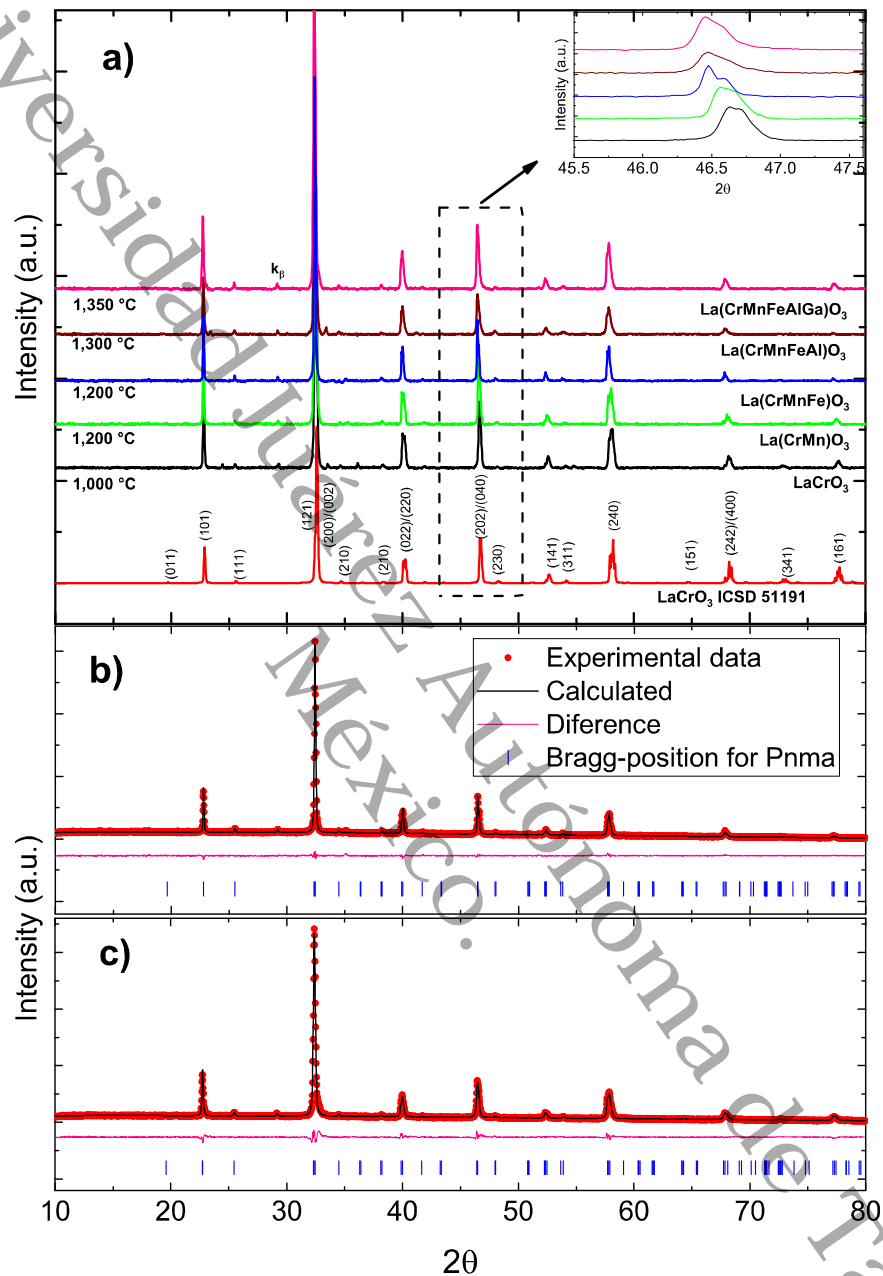 a)
Intensity (a.u.)
45.5 46.0 46.5 47.0 47.5
2θ
Intensity (a.u.)
kβ
1,350 °C
La(CrMnFeAlGa)O3
1,300 °C
La(CrMnFeAl)O3
1,200 °C
La(CrMnFe)O3
1,200 °C
La(CrMn)O3
1,000 °C
LaCrO3
(011) (101) (111) (121) (200)/(002) (210) (210) (022)/(220) (202)/(040) (230) (141) (311) (240) (151) (242)/(400) (341) (161)
LaCrO3 ICSD 51191
b)
Experimental data
Calculated
Diference
Bragg-position for Pnma
Intensity (a.u.)
c)
10 20 30 40 50 60 70 80
2θ
iversidad Juárez Autónoma de Ta
México.